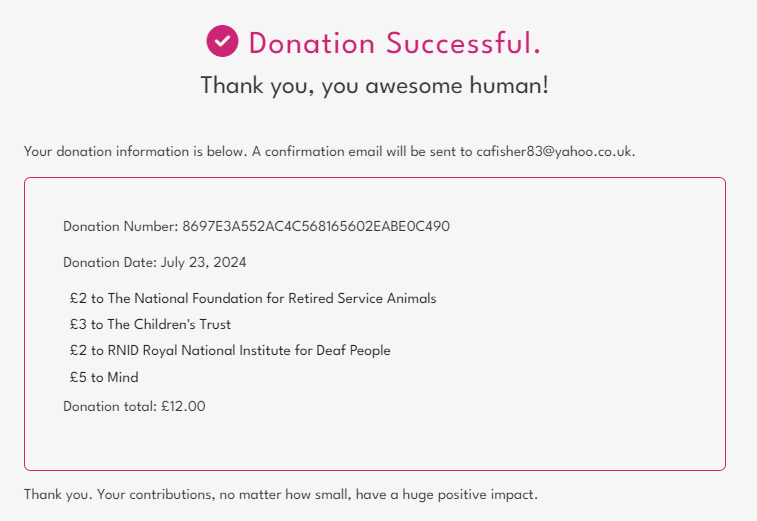 Donation Successful.
Thank you, you awesome human!
Your donation information is below. A confirmation email will be sent to cafisher83@yahoo.co.uk.
Donation Number: 8697E3A552AC4C568165602EABE0C490
Donation Date: July 23, 2024
£2 to The National Foundation for Retired Service Animals
£3 to The Children's Trust
£2 to RNID Royal National Institute for Deaf People
£5 to Mind
Donation total: £12.00
Thank you. Your contributions, no matter how small, have a huge positive impact.